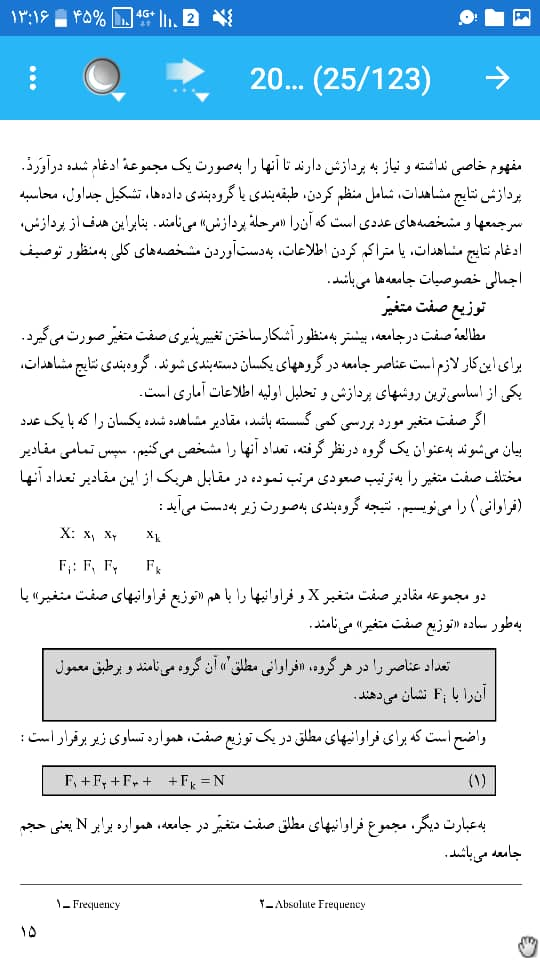 ۱۳:۱۶ ۴۵% 4G+ 2
20... (25/123)
مفهوم خاصی نداشته و نیاز به پردازش دارند تا آنها را به‌صورت یک مجموعهٔ ادغام شده درآوَرَدْ.
پردازش نتایج مشاهدات، شامل منظم کردن، طبقه‌بندی یا گروه‌بندی داده‌ها، تشکیل جداول، محاسبه
سرجمعها و مشخصه‌های عددی است که آن‌را «مرحلهٔ پردازش» می‌نامند. بنابراین هدف از پردازش،
ادغام نتایج مشاهدات، یا متراکم کردن اطلاعات، به‌دست‌آوردن مشخصه‌های کلی به‌منظور توصیف
اجمالی خصوصیات جامعه‌ها می‌باشد.
توزیع صفت متغیّر
مطالعهٔ صفت در جامعه، بیشتر به‌منظور آشکارساختن تغییرپذیری صفت متغیّر صورت می‌گیرد.
برای این‌کار لازم است عناصر جامعه در گروههای یکسان دسته‌بندی شوند. گروه‌بندی نتایج مشاهدات،
یکی از اساسی‌ترین روشهای پردازش و تحلیل اولیه اطلاعات آماری است.
اگر صفت متغیر مورد بررسی کمی گسسته باشد، مقادیر مشاهده شده یکسان را که با یک عدد
بیان می‌شوند به‌عنوان یک گروه درنظر گرفته، تعداد آنها را مشخص می‌کنیم. سپس تمامی مقادیر
مختلف صفت متغیر را به‌ترتیب صعودی مرتب نموده در مقابل هریک از این مقادیر تعداد آنها
(فراوانی۱) را می‌نویسیم. نتیجه گروه‌بندی به‌صورت زیر به‌دست می‌آید :
X: x۱ x۲ xk
Fi: F۱ F۲ Fk
دو مجموعه مقادیر صفت متغیر X و فراوانیها را با هم «توزیع فراوانیهای صفت متغیر» یا
به‌طور ساده «توزیع صفت متغیر» می‌نامند.
تعداد عناصر را در هر گروه، «فراوانی مطلق۲» آن گروه می‌نامند و برطبق معمول
آن‌را با Fi نشان می‌دهند.
واضح است که برای فراوانیهای مطلق در یک توزیع صفت، همواره تساوی زیر برقرار است :
F۱ + F۲ + F۳ + + Fk = N (۱)
به‌عبارت دیگر، مجموع فراوانیهای مطلق صفت متغیّر در جامعه، همواره برابر N یعنی حجم
جامعه می‌باشد.
۱ــ Frequency ۲ــ Absolute Frequency
۱۵